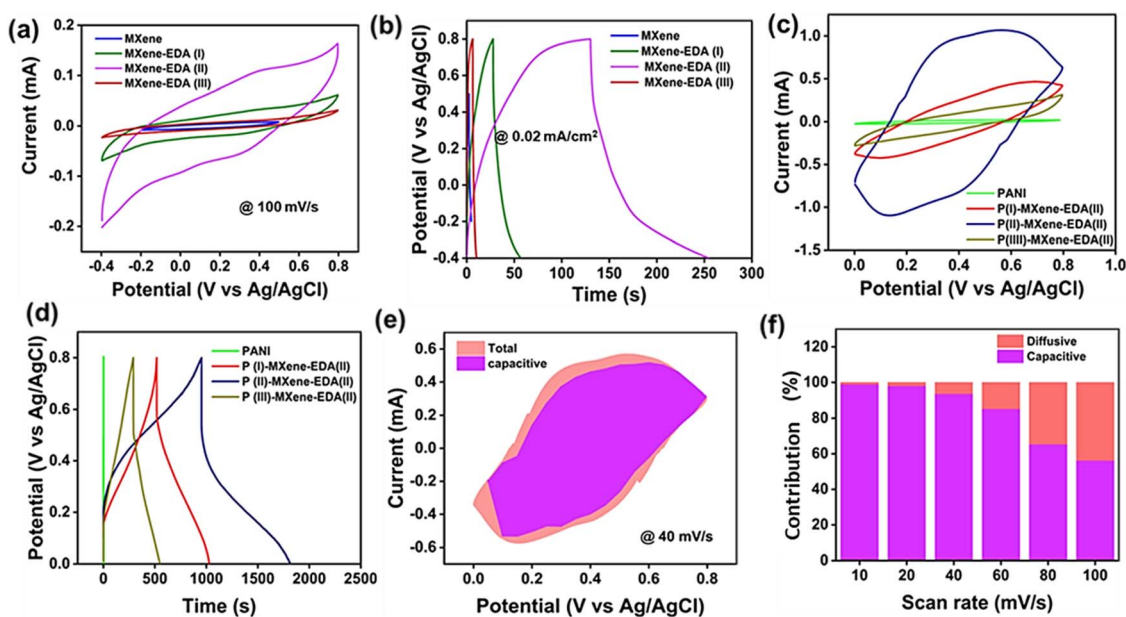 (a)
Current (mA)
0.2
0.1
0.0
-0.1
-0.2
MXene
MXene-EDA (I)
MXene-EDA (II)
MXene-EDA (III)
@ 100 mV/s
-0.4 -0.2 0.0 0.2 0.4 0.6 0.8
Potential (V vs Ag/AgCl)
(b)
Potential (V vs Ag/AgCl)
0.8
0.4
0.0
-0.4
MXene
MXene-EDA (I)
MXene-EDA (II)
MXene-EDA (III)
@ 0.02 mA/cm²
0 50 100 150 200 250 300
Time (s)
(c)
Current (mA)
1.0
0.5
0.0
-0.5
-1.0
-1.5
PANI
P(I)-MXene-EDA(II)
P(II)-MXene-EDA(II)
P(IIII)-MXene-EDA(II)
0.0 0.2 0.4 0.6 0.8 1.0
Potential (V vs Ag/AgCl)
(d)
Potential (V vs Ag/AgCl)
0.8
0.6
0.4
0.2
0.0
PANI
P (I)-MXene-EDA(II)
P (II)-MXene-EDA(II)
P (III)-MXene-EDA(II)
0 500 1000 1500 2000 2500
Time (s)
(e)
Current (mA)
0.6
0.4
0.2
0.0
-0.2
-0.4
-0.6
Total
capacitive
@ 40 mV/s
0.0 0.2 0.4 0.6 0.8
Potential (V vs Ag/AgCl)
(f)
Contribution (%)
120
100
80
60
40
20
0
Diffusive
Capacitive
10 20 40 60 80 100
Scan rate (mV/s)